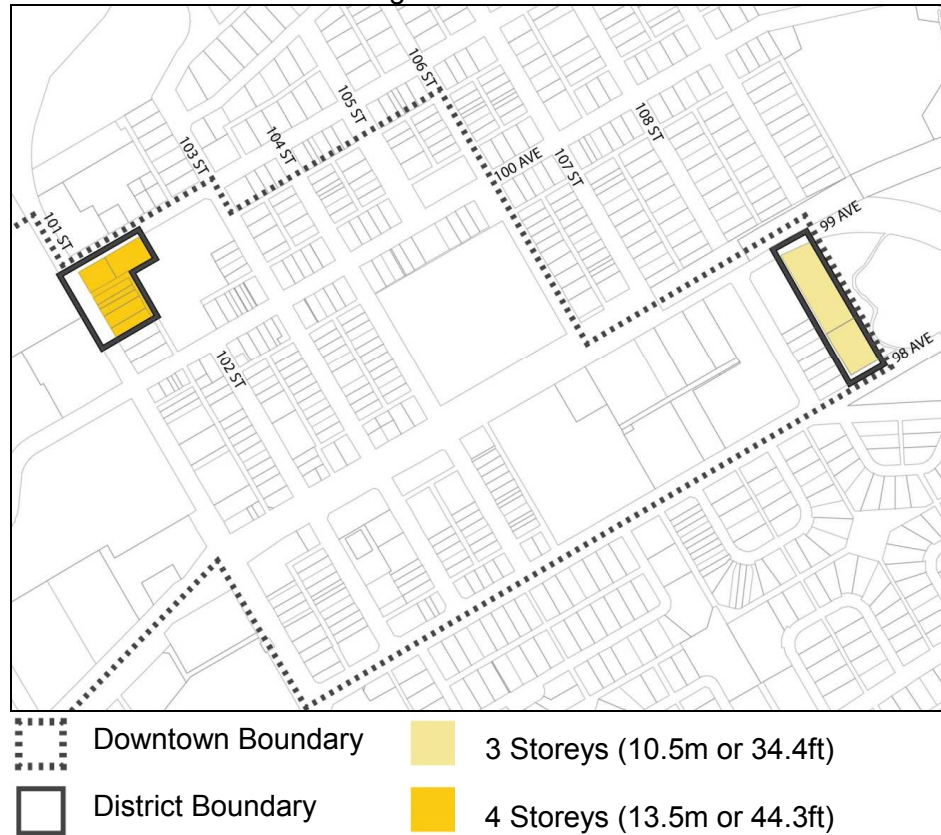 106 ST
105 ST
104 ST
103 ST
108 ST
107 ST
100 AVE
101 ST
99 AVE
102 ST
98 AVE
Downtown Boundary
3 Storeys (10.5m or 34.4ft)
District Boundary
4 Storeys (13.5m or 44.3ft)